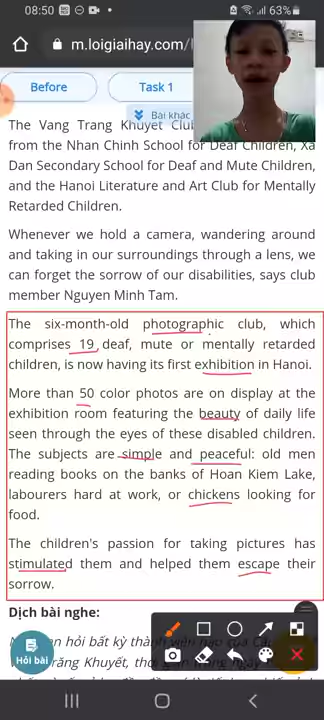 08:50
63%
m.loigiaihay.com/l
Before
Task 1
Bài khác
The Vang Trang Khuyet Club
from the Nhan Chinh School for Deaf Children, Xa
Dan Secondary School for Deaf and Mute Children,
and the Hanoi Literature and Art Club for Mentally
Retarded Children.
Whenever we hold a camera, wandering around
and taking in our surroundings through a lens, we
can forget the sorrow of our disabilities, says club
member Nguyen Minh Tam.
The six-month-old photographic club, which
comprises 19 deaf, mute or mentally retarded
children, is now having its first exhibition in Hanoi.
More than 50 color photos are on display at the
exhibition room featuring the beauty of daily life
seen through the eyes of these disabled children.
The subjects are simple and peaceful: old men
reading books on the banks of Hoan Kiem Lake,
labourers hard at work, or chickens looking for
food.
The children's passion for taking pictures has
stimulated them and helped them escape their
sorrow.
Dịch bài nghe:
hỏi bất kỳ thành viên nào của
Hỏi bài